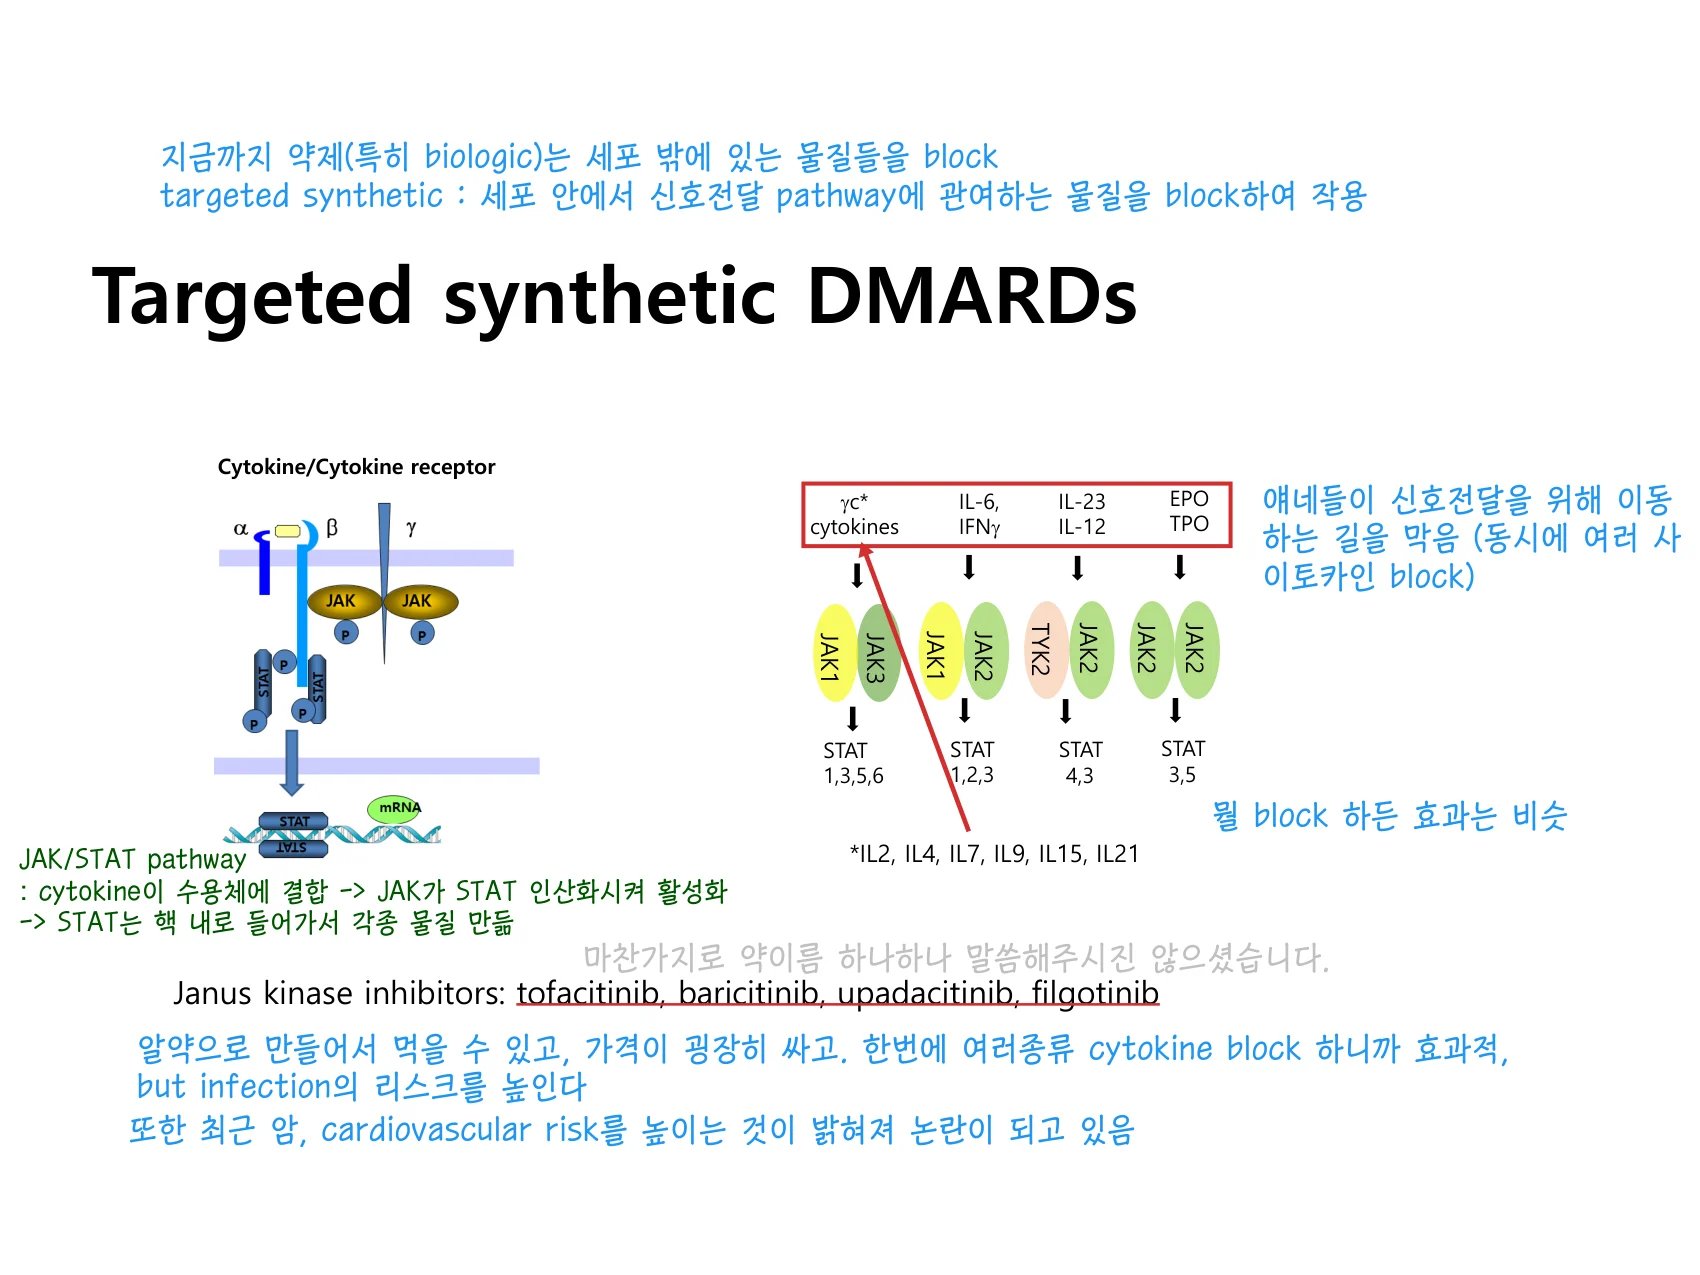 지금까지 약제(특히 biologic)는 세포 밖에 있는 물질들을 block
targeted synthetic : 세포 안에서 신호전달 pathway에 관여하는 물질을 block하여 작용
Targeted synthetic DMARDs
Cytokine/Cytokine receptor
α β γ
JAK JAK
P P
STAT P STAT
P P
STAT
STAT
mRNA
JAK/STAT pathway
: cytokine이 수용체에 결합 -> JAK가 STAT 인산화시켜 활성화
-> STAT는 핵 내로 들어가서 각종 물질 만듦
γc* IL-6, IL-23 EPO
cytokines IFNγ IL-12 TPO
JAK1 JAK3 JAK1 JAK2 TYK2 JAK2 JAK2 JAK2
STAT STAT STAT STAT
1,3,5,6 1,2,3 4,3 3,5
*IL2, IL4, IL7, IL9, IL15, IL21
얘네들이 신호전달을 위해 이동
하는 길을 막음 (동시에 여러 사
이토카인 block)
뭘 block 하든 효과는 비슷
마찬가지로 약이름 하나하나 말씀해주시진 않으셨습니다.
Janus kinase inhibitors: tofacitinib, baricitinib, upadacitinib, filgotinib
알약으로 만들어서 먹을 수 있고, 가격이 굉장히 싸고. 한번에 여러종류 cytokine block 하니까 효과적,
but infection의 리스크를 높인다
또한 최근 암, cardiovascular risk를 높이는 것이 밝혀져 논란이 되고 있음